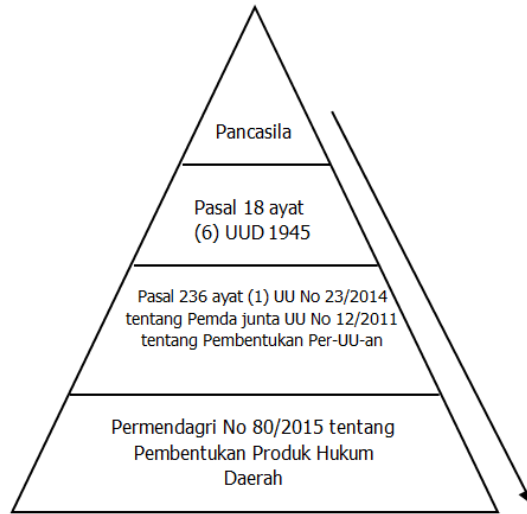 Pancasila
Pasal 18 ayat
(6) UUD 1945
Pasal 236 ayat (1) UU No 23/2014
tentang Pemda junta UU No 12/2011
tentang Pembentukan Per-UU-an
Permendagri No 80/2015 tentang
Pembentukan Produk Hukum
Daerah